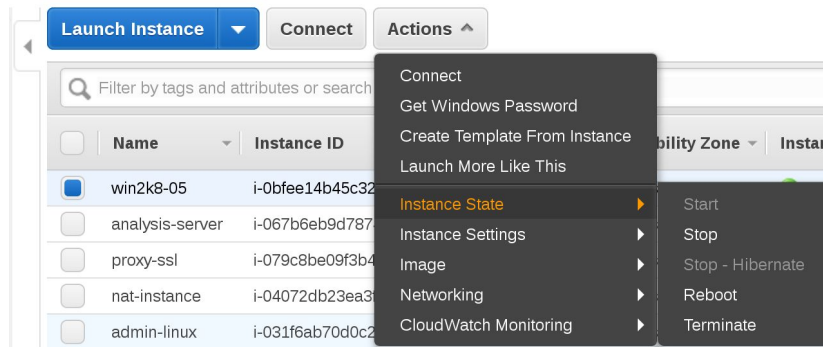 Launch Instance Connect Actions
Filter by tags and attributes or search
Connect
Get Windows Password
Create Template From Instance
Launch More Like This
Instance State
Instance Settings
Image
Networking
CloudWatch Monitoring
Start
Stop
Stop - Hibernate
Reboot
Terminate
Name Instance ID bility Zone Instar
win2k8-05 i-0bfee14b45c32
analysis-server i-067b6eb9d787
proxy-ssl i-079c8be09f3b4
nat-instance i-04072db23ea3
admin-linux i-031f6ab70d0c2